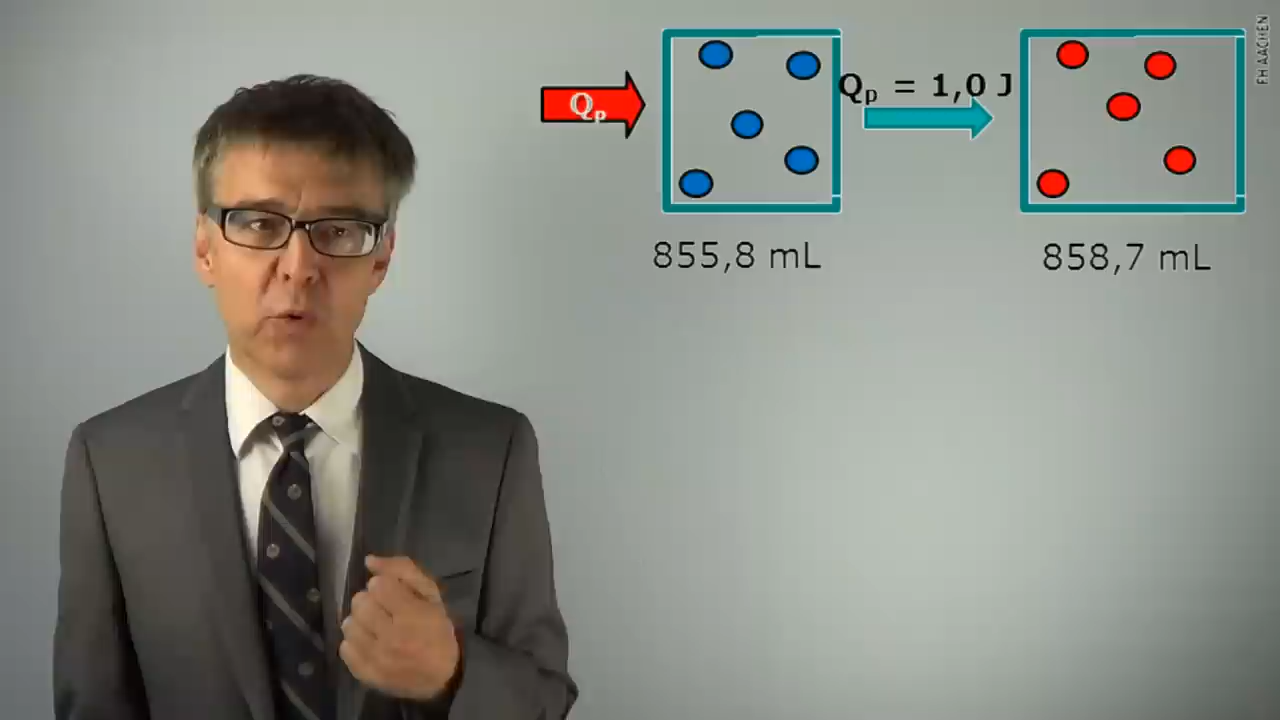 Qp
Qp = 1,0 J
855,8 mL
858,7 mL
FH AACHEN